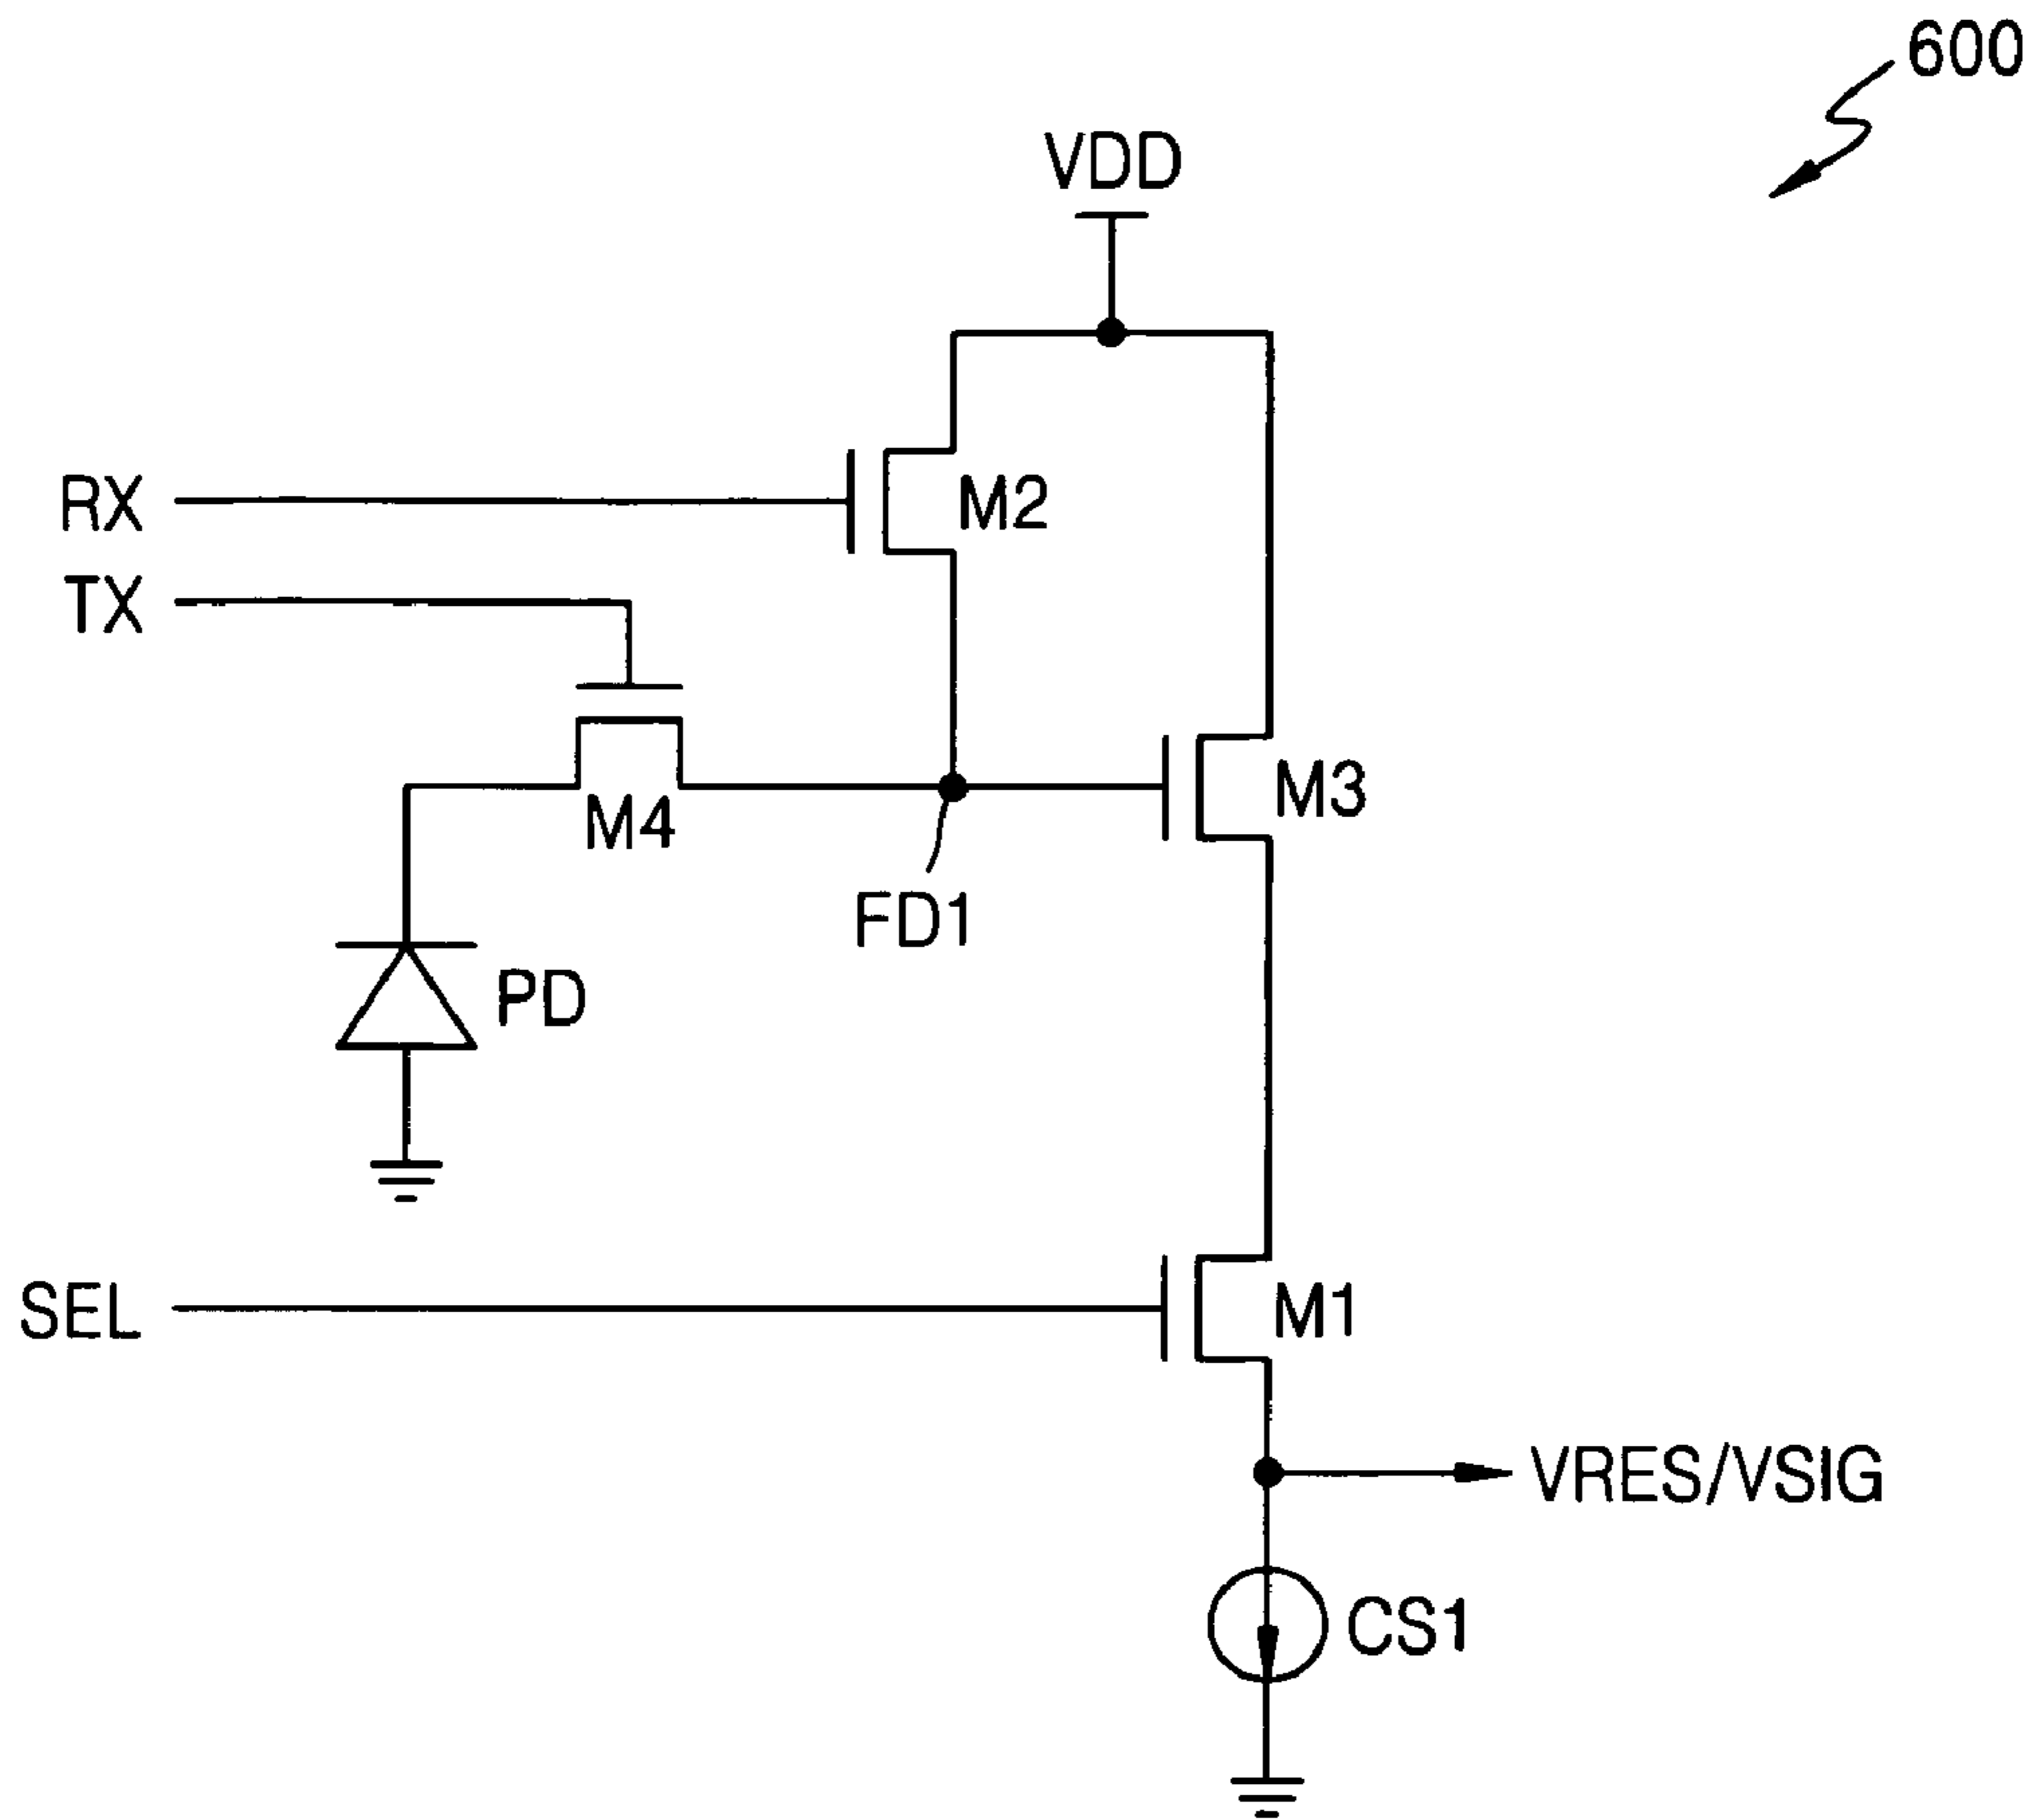 600
VDD
RX
M2
TX
M3
M4
FD1
PD
SEL
M1
VRES/VSIG
CS1